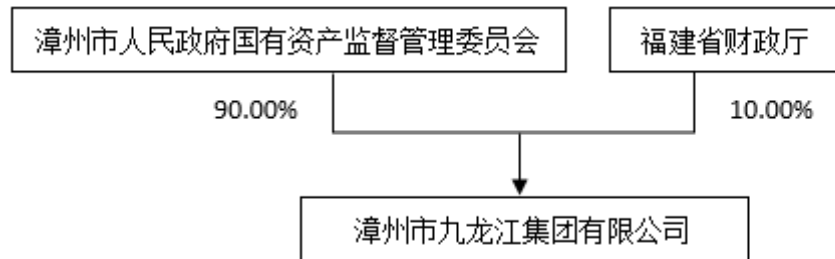 漳州市人民政府国有资产监督管理委员会
福建省财政厅
90.00%
10.00%
漳州市九龙江集团有限公司